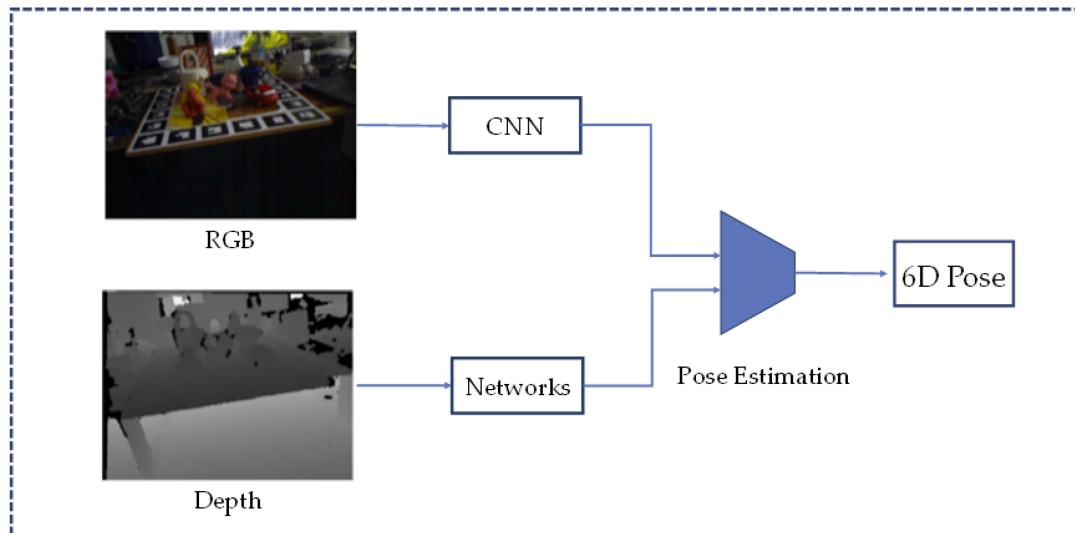 RGB
CNN
6D Pose
Pose Estimation
Networks
Depth